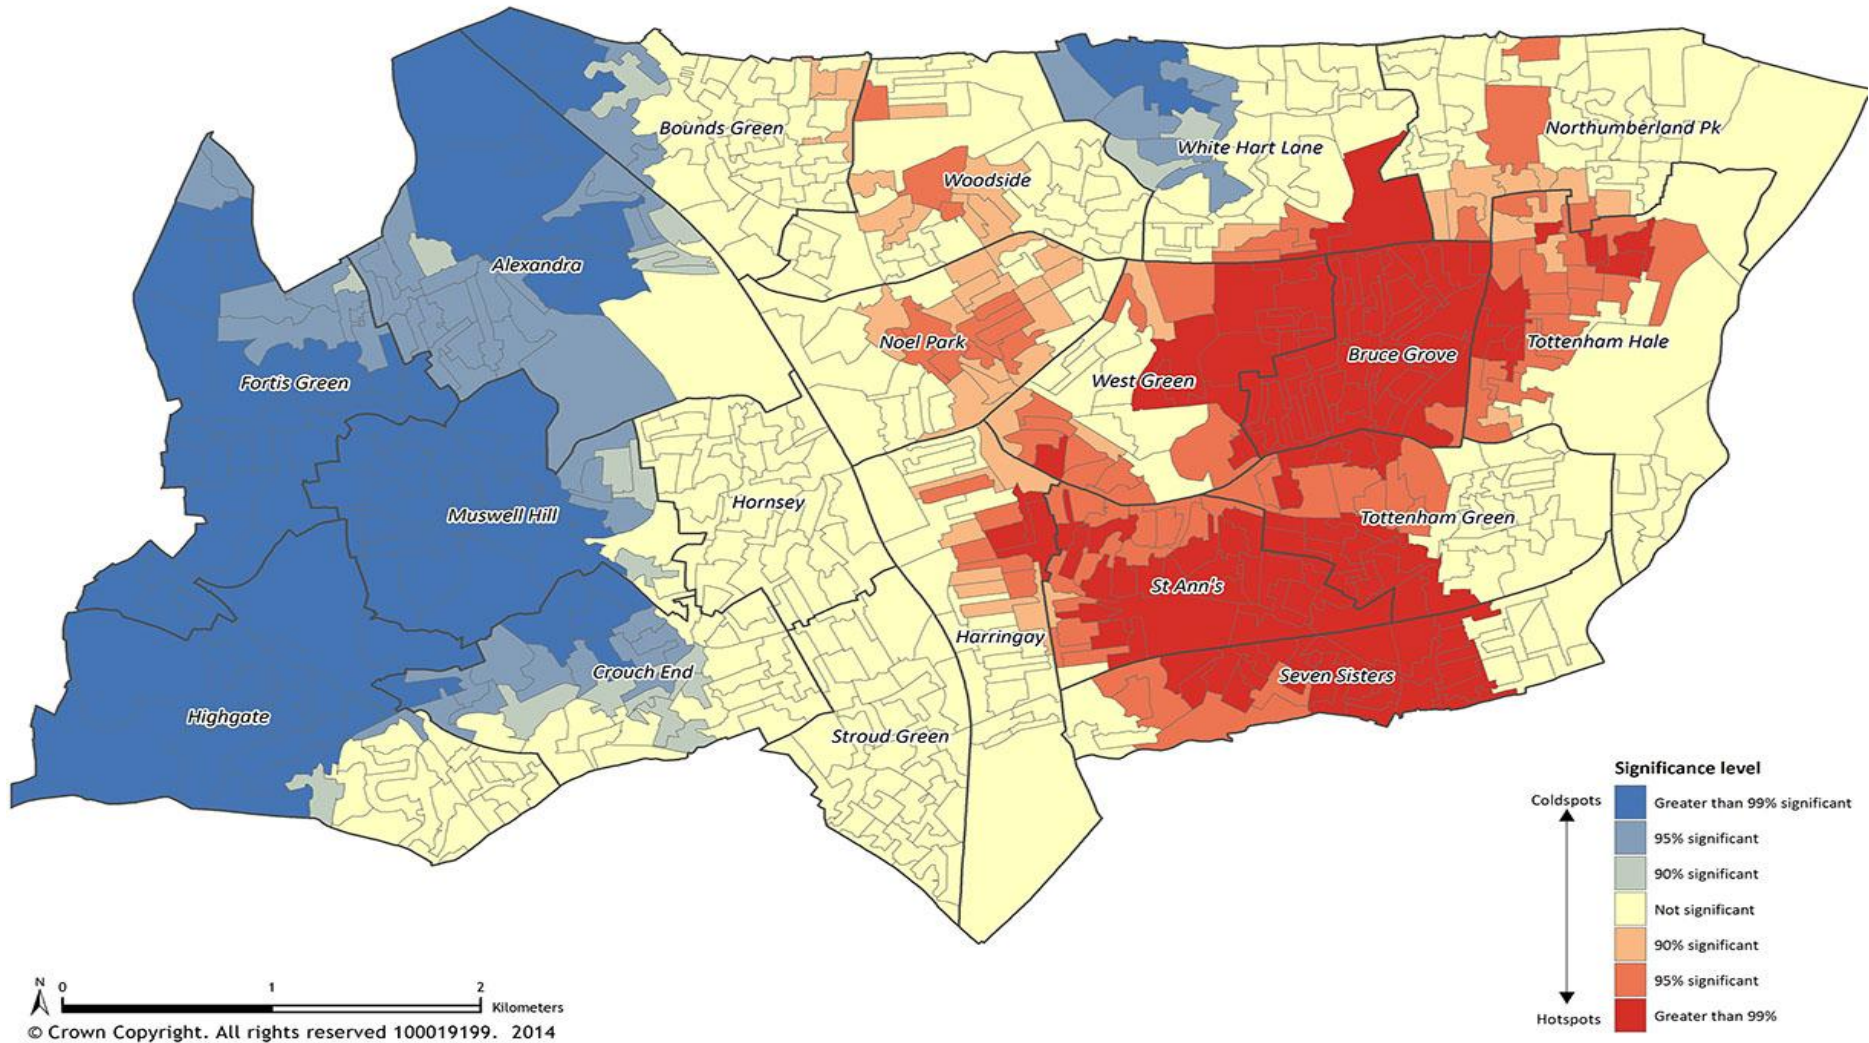 Bounds Green
Northumberland Pk
White Hart Lane
Woodside
Alexandra
Noel Park
Tottenham Hale
Bruce Grove
Fortis Green
West Green
Hornsey
Muswell Hill
Tottenham Green
St Ann's
Harringay
Crouch End
Seven Sisters
Highgate
Stroud Green
Significance level
Coldspots
Greater than 99% significant
95% significant
90% significant
Not significant
90% significant
95% significant
Hotspots
Greater than 99%
N
0 1 2
Kilometers
© Crown Copyright. All rights reserved 100019199. 2014